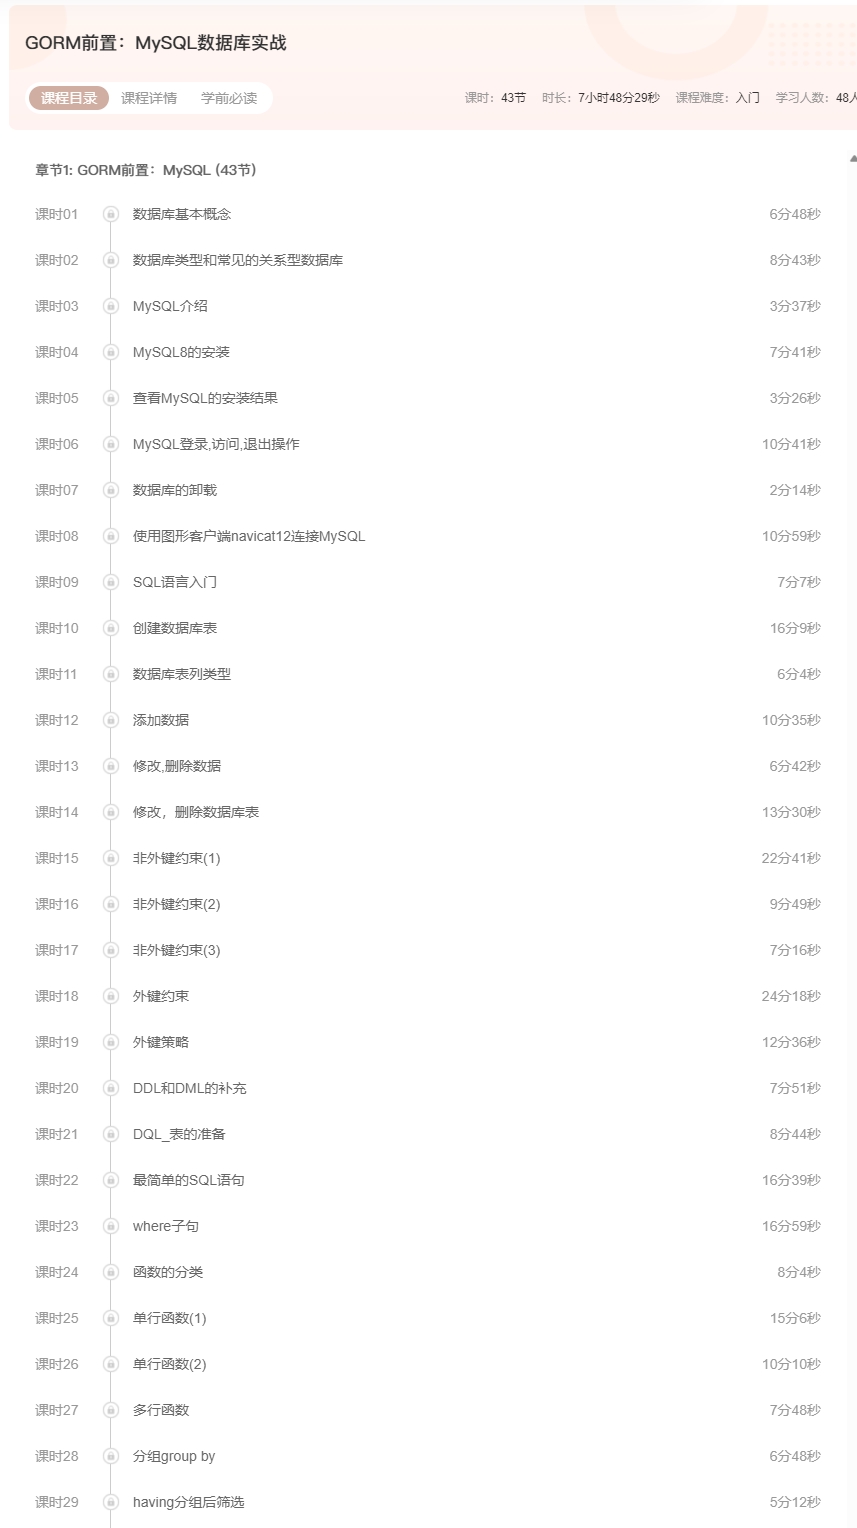 GORM前置：MySQL数据库实战
课程目录 课程详情 学前必读 课时：43节 时长：7小时48分29秒 课程难度：入门 学习人数：48人
章节1: GORM前置：MySQL (43节)
课时01 数据库基本概念 6分48秒
课时02 数据库类型和常见的关系型数据库 8分43秒
课时03 MySQL介绍 3分37秒
课时04 MySQL8的安装 7分41秒
课时05 查看MySQL的安装结果 3分26秒
课时06 MySQL登录,访问,退出操作 10分41秒
课时07 数据库的卸载 2分14秒
课时08 使用图形客户端navicat12连接MySQL 10分59秒
课时09 SQL语言入门 7分7秒
课时10 创建数据库表 16分9秒
课时11 数据库表列类型 6分4秒
课时12 添加数据 10分35秒
课时13 修改,删除数据 6分42秒
课时14 修改，删除数据库表 13分30秒
课时15 非外键约束(1) 22分41秒
课时16 非外键约束(2) 9分49秒
课时17 非外键约束(3) 7分16秒
课时18 外键约束 24分18秒
课时19 外键策略 12分36秒
课时20 DDL和DML的补充 7分51秒
课时21 DQL_表的准备 8分44秒
课时22 最简单的SQL语句 16分39秒
课时23 where子句 16分59秒
课时24 函数的分类 8分4秒
课时25 单行函数(1) 15分6秒
课时26 单行函数(2) 10分10秒
课时27 多行函数 7分48秒
课时28 分组group by 6分48秒
课时29 having分组后筛选 5分12秒